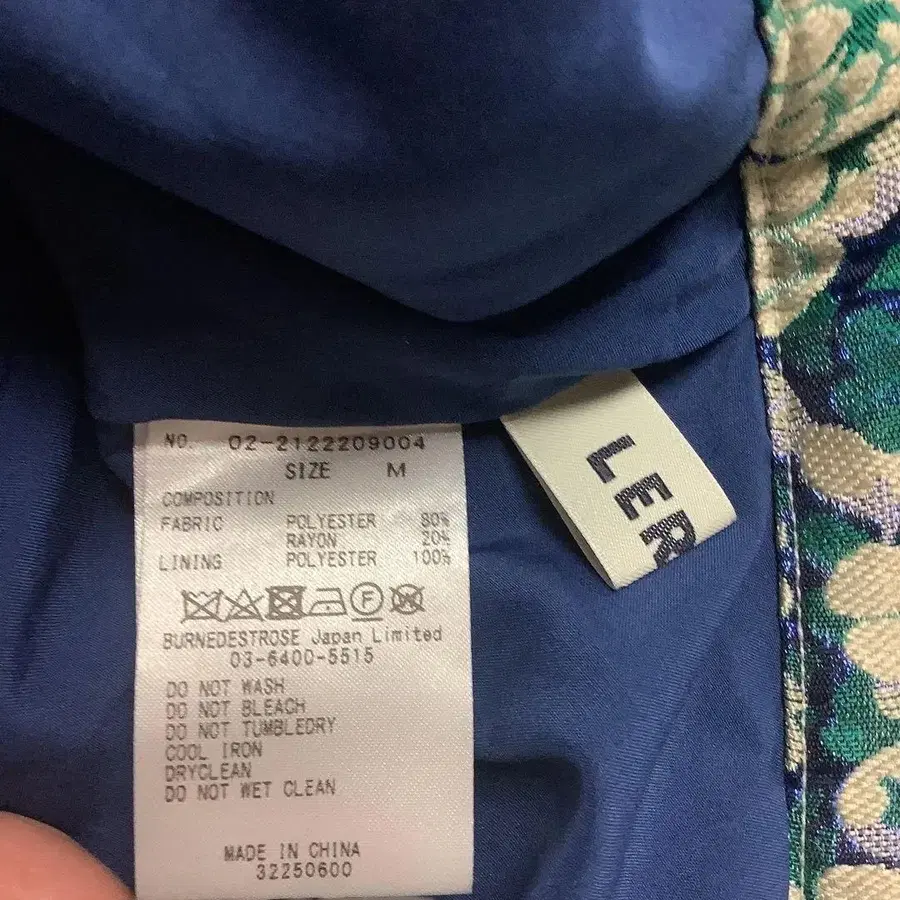 NO. 02-2122209004
SIZE M
COMPOSITION
FABRIC POLYESTER 80%
RAYON 20%
LINING POLYESTER 100%
F
BURNEDESTROSE Japan Limited
03-6400-5515
DO NOT WASH
DO NOT BLEACH
DO NOT TUMBLEDRY
COOL IRON
DRYCLEAN
DO NOT WET CLEAN
MADE IN CHINA
32250600
LER